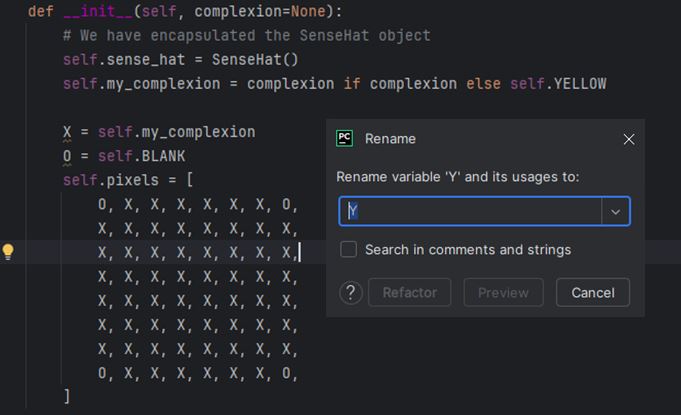 def __init__(self, complexion=None):
# We have encapsulated the SenseHat object
self.sense_hat = SenseHat()
self.my_complexion = complexion if complexion else self.YELLOW
X = self.my_complexion
O = self.BLANK
self.pixels = [
O, X, X, X, X, X, X, O,
X, X, X, X, X, X, X, X,
X, X, X, X, X, X, X, X,
X, X, X, X, X, X, X, X,
X, X, X, X, X, X, X, X,
X, X, X, X, X, X, X, X,
X, X, X, X, X, X, X, X,
O, X, X, X, X, X, X, O,
]
PC
Rename
Rename variable 'Y' and its usages to:
Y
Search in comments and strings
?
Refactor
Preview
Cancel